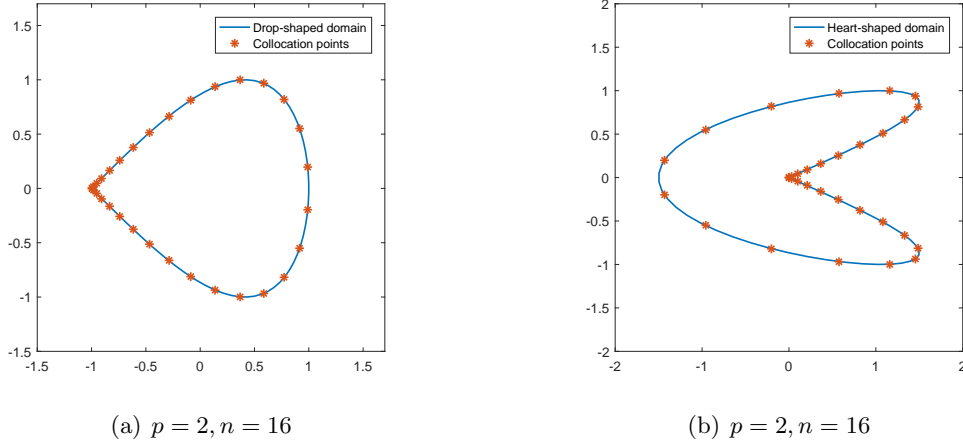 Drop-shaped domain
Collocation points
1.5
1
0.5
0
-0.5
-1
-1.5
-1.5 -1 -0.5 0 0.5 1 1.5
(a) p = 2, n = 16
Heart-shaped domain
Collocation points
2
1.5
1
0.5
0
-0.5
-1
-1.5
-2
-2 -1 0 1 2
(b) p = 2, n = 16